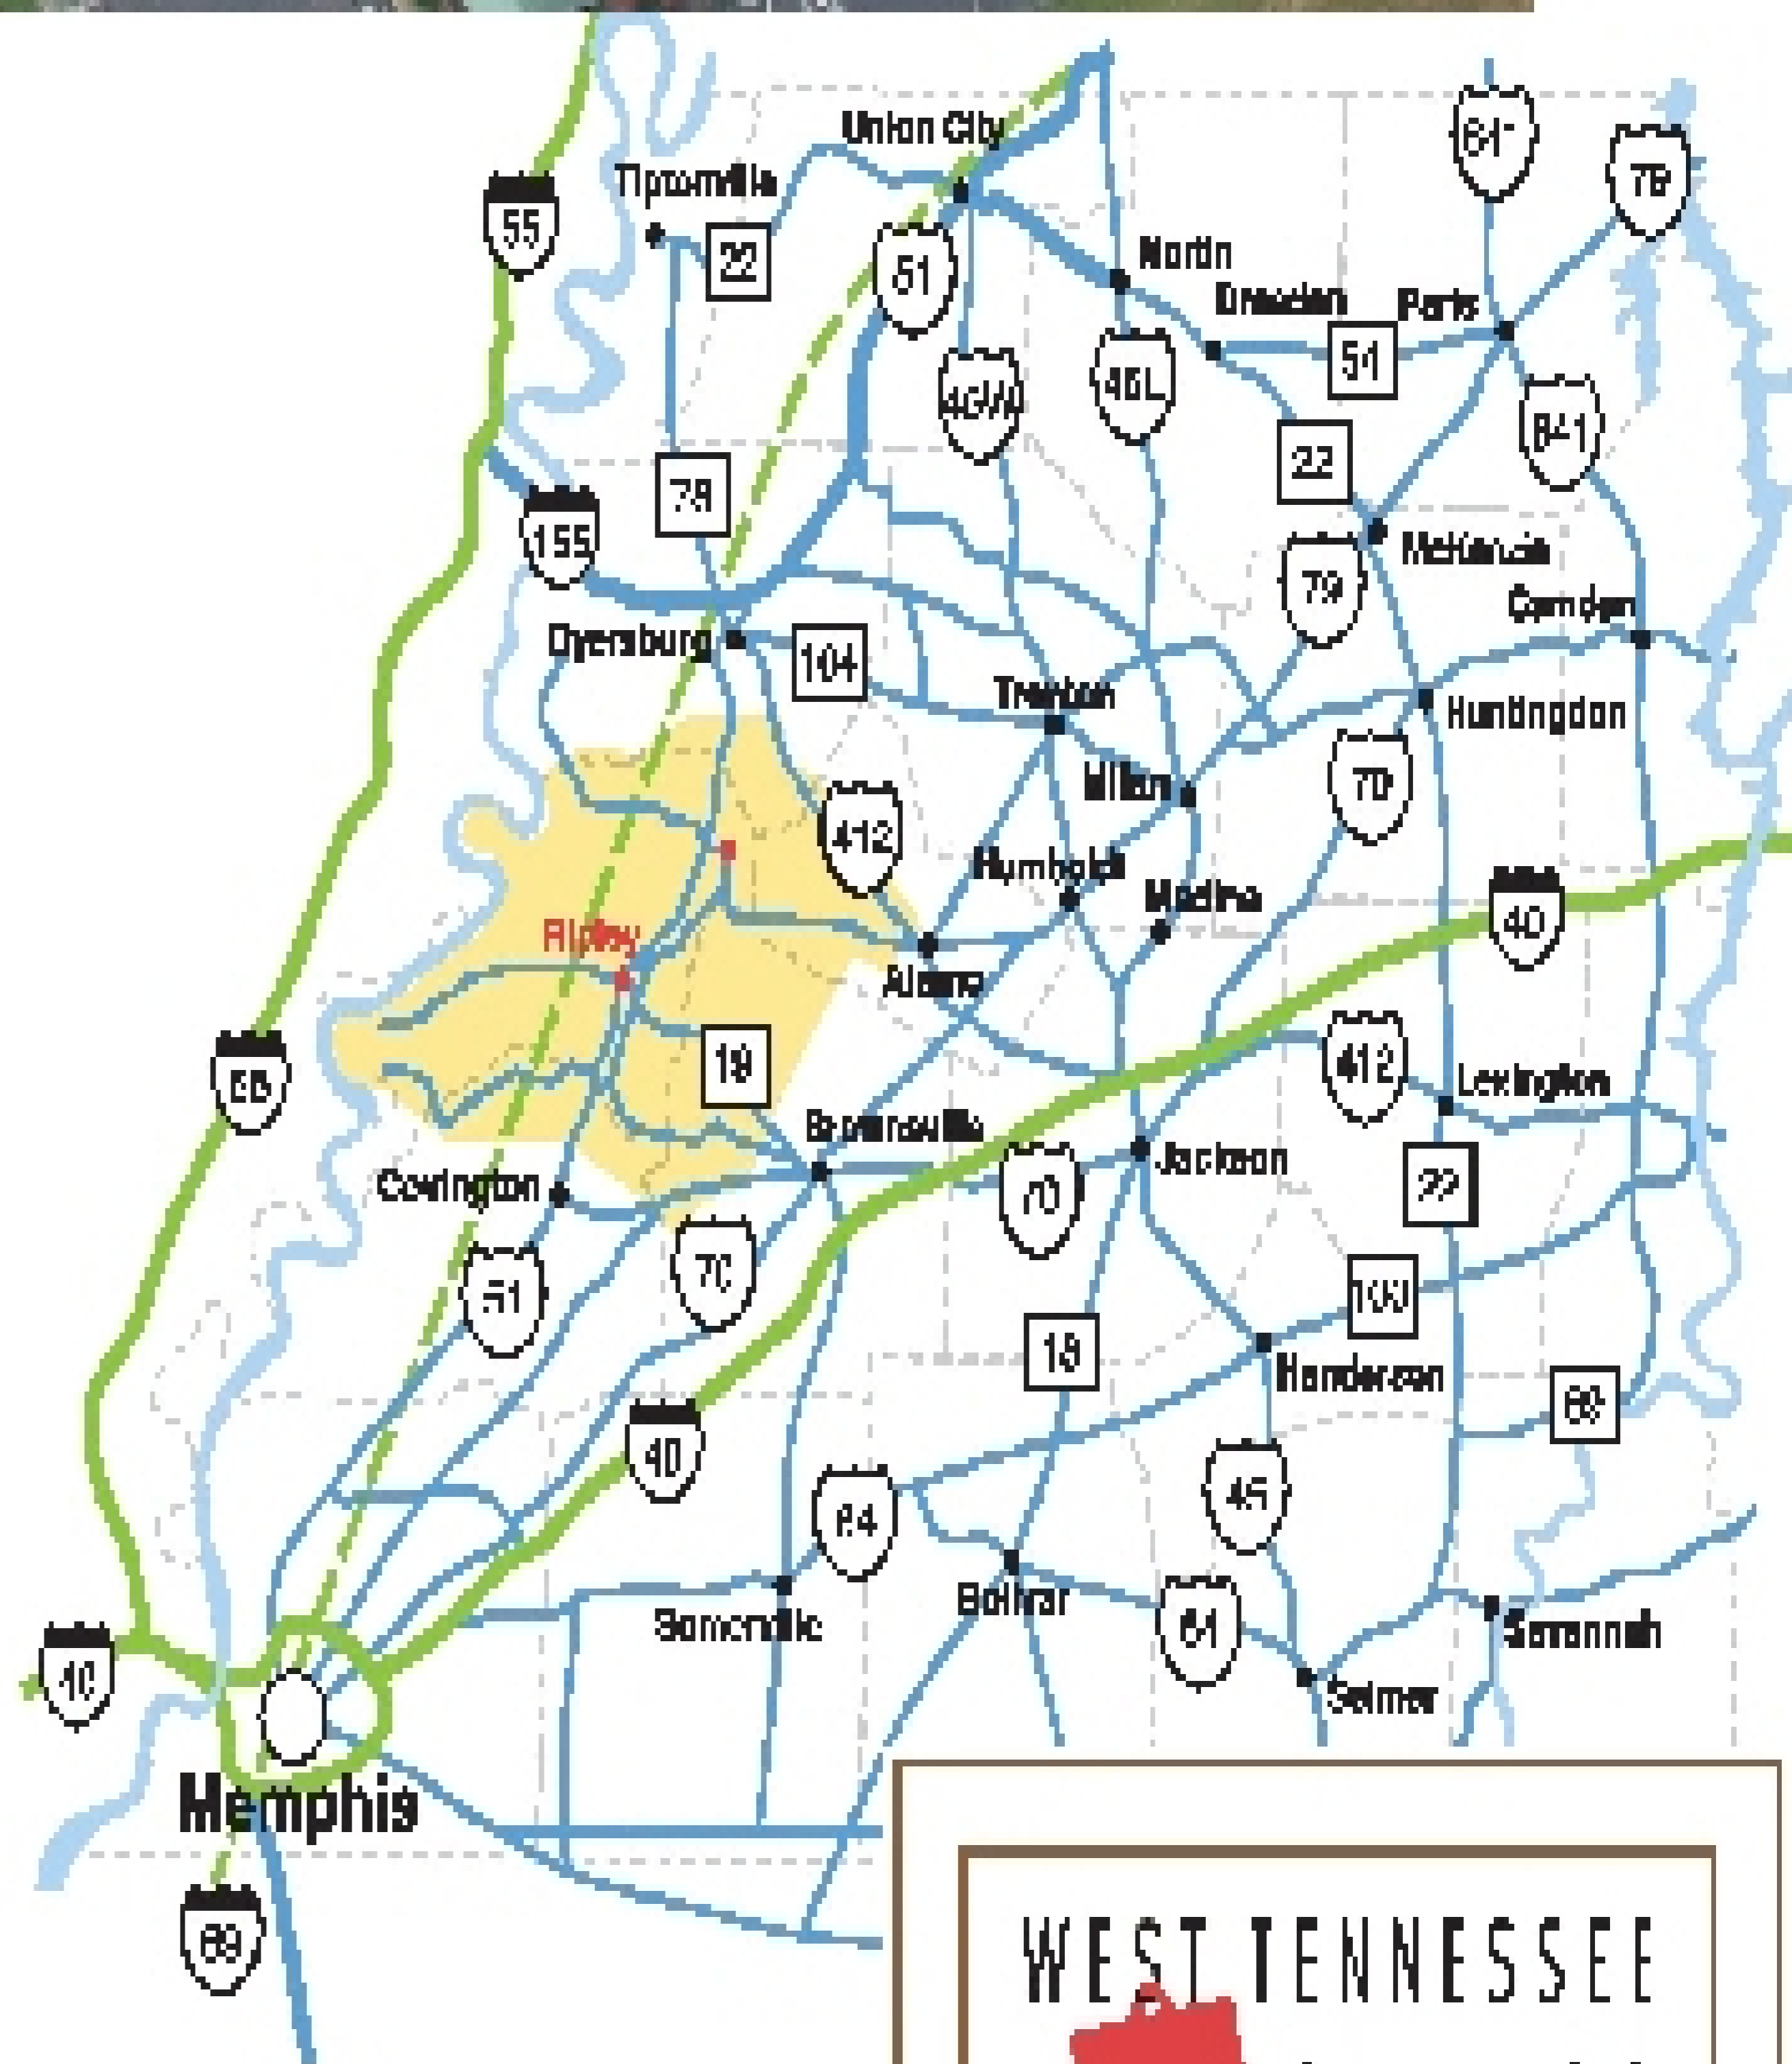 641
79
Union City
Tiptonville
55
22
51
Martin
Dresden
Paris
54
45W
45E
641
22
78
155
McKenzie
79
Camden
Dyersburg
104
Trenton
Huntingdon
Milan
70
412
Humboldt
Medina
40
Ripley
Alamo
55
19
412
Lexington
Brownsville
Jackson
Covington
70
22
51
70
100
18
Henderson
69
40
45
64
Bolivar
Somerville
64
Savannah
40
Selmer
Memphis
69
WEST TENNESSEE